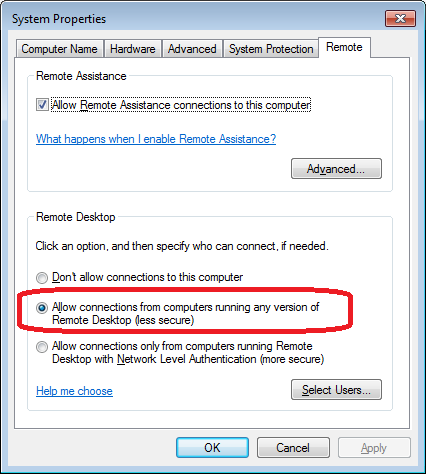 System Properties
Computer Name Hardware Advanced System Protection Remote
Remote Assistance
Allow Remote Assistance connections to this computer
What happens when I enable Remote Assistance?
Advanced...
Remote Desktop
Click an option, and then specify who can connect, if needed.
Don't allow connections to this computer
Allow connections from computers running any version of
Remote Desktop (less secure)
Allow connections only from computers running Remote
Desktop with Network Level Authentication (more secure)
Help me choose
Select Users...
OK Cancel Apply